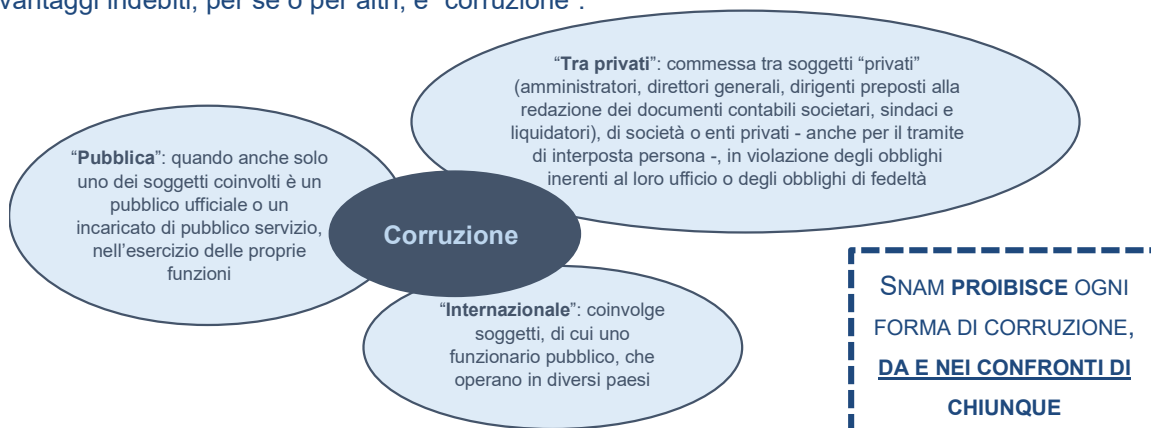 vantaggi indebiti, per sé o per altri, è "corruzione".
"Tra privati": commessa tra soggetti "privati"
(amministratori, direttori generali, dirigenti preposti alla
redazione dei documenti contabili societari, sindaci e
liquidatori), di società o enti privati - anche per il tramite
di interposta persona -, in violazione degli obblighi
inerenti al loro ufficio o degli obblighi di fedeltà
"Pubblica": quando anche solo
uno dei soggetti coinvolti è un
pubblico ufficiale o un
incaricato di pubblico servizio,
nell'esercizio delle proprie
funzioni
Corruzione
"Internazionale": coinvolge
soggetti, di cui uno
funzionario pubblico, che
operano in diversi paesi
SNAM PROIBISCE OGNI
FORMA DI CORRUZIONE,
DA E NEI CONFRONTI DI
CHIUNQUE